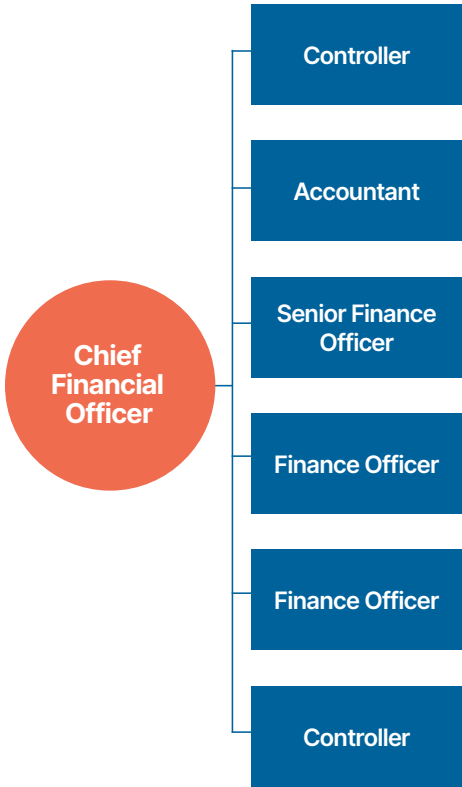 Controller
Accountant
Senior Finance
Officer
Chief
Financial
Officer
Finance Officer
Finance Officer
Controller